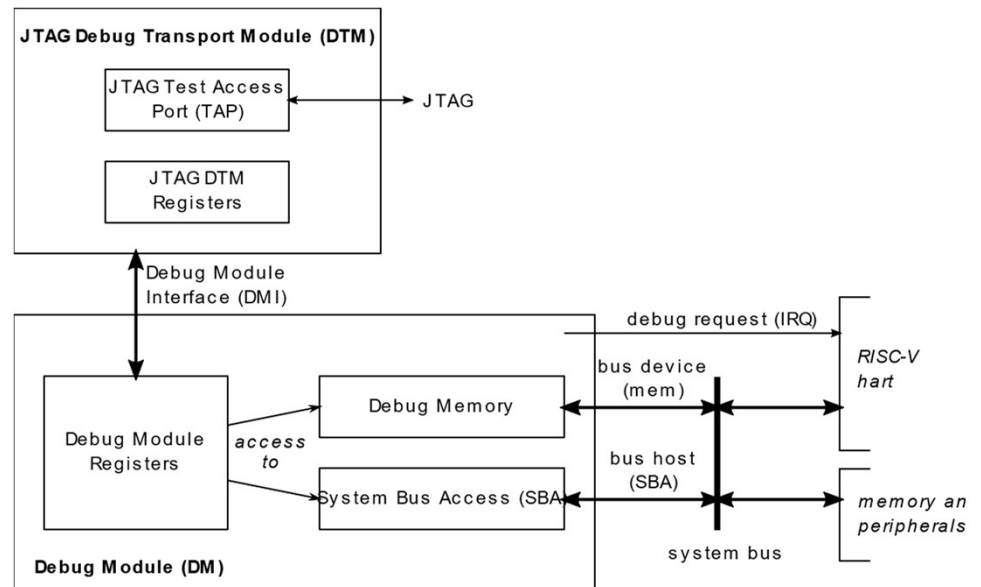 JTAG Debug Transport Module (DTM)
JTAG Test Access
Port (TAP)
JTAG
JTAG DTM
Registers
Debug Module
Interface (DMI)
debug request (IRQ)
RISC-V
hart
bus device
(mem)
Debug Memory
Debug Module
Registers
access
to
bus host
(SBA)
System Bus Access (SBA
memory an
peripherals
system bus
Debug Module (DM)